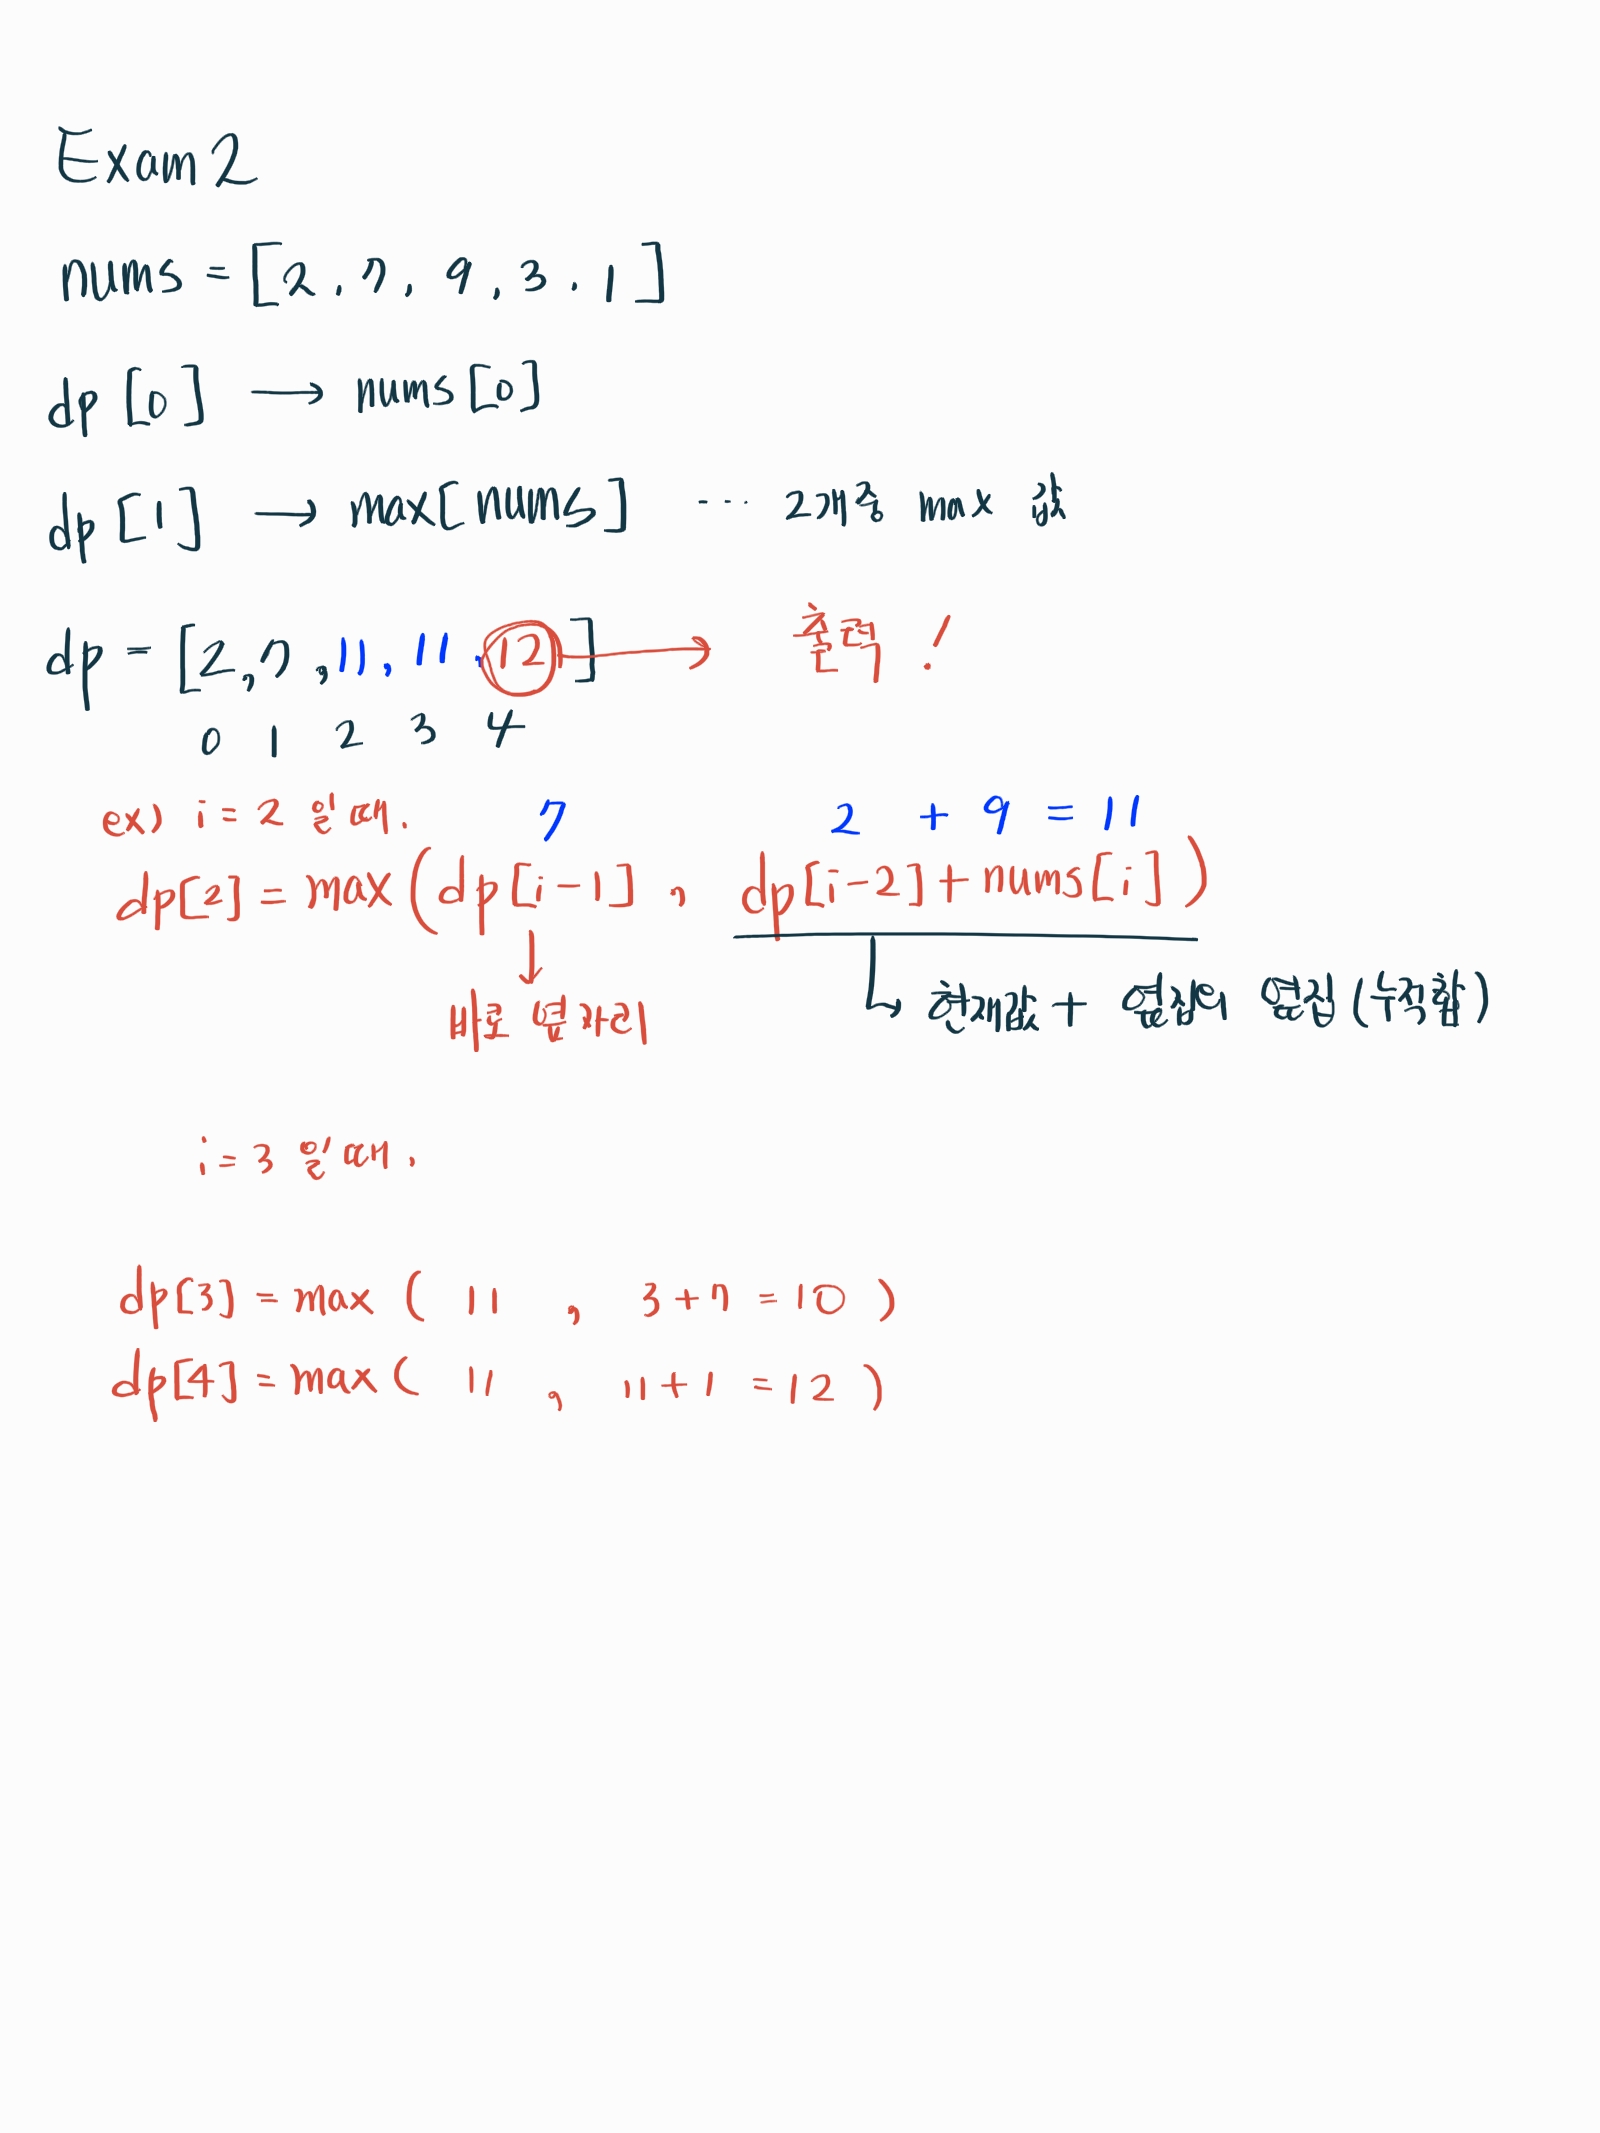 Exam 2
nums = [2, 7, 9, 3, 1]
dp [0] → nums [0]
dp [1] → max[nums] ... 2개중 max 값
dp = [2, 7, 11, 11, 12] → 출력 !
0 1 2 3 4
ex) i = 2 일때. 7 2 + 9 = 11
dp[2] = max (dp[i-1] , dp[i-2] + nums[i])
↓ 바로 옆자리
↳ 현재값 + 옆집의 옆집 (누적합)
i = 3 일때.
dp[3] = max ( 11 , 3+7 = 10 )
dp[4] = max ( 11 , 11+1 = 12 )